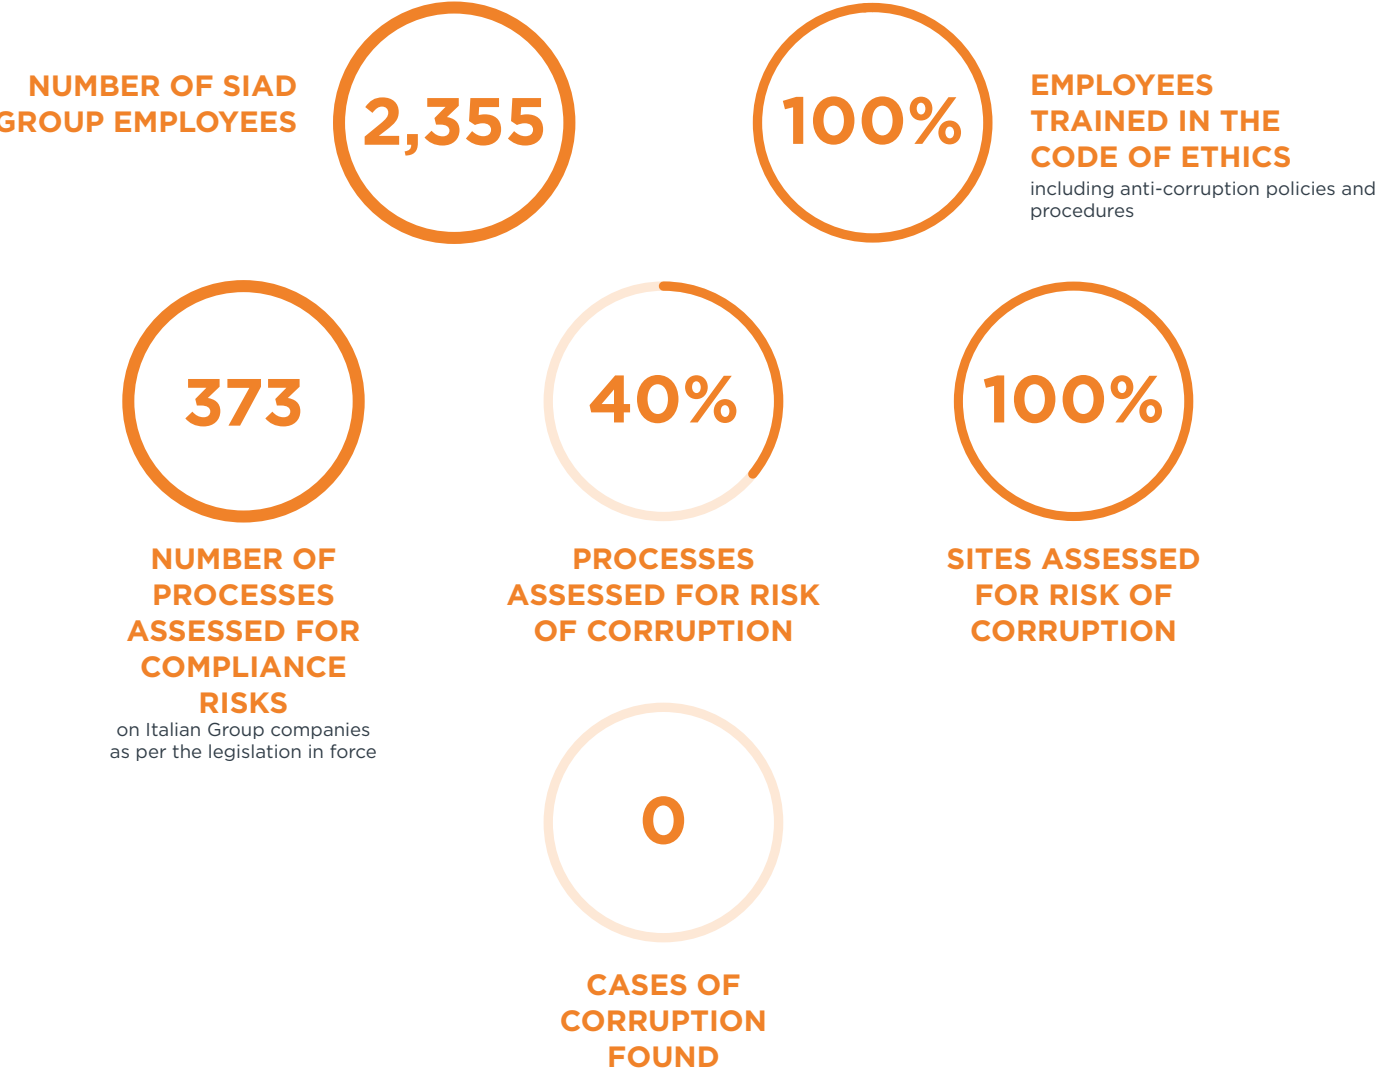 NUMBER OF SIAD
GROUP EMPLOYEES
2,355
100%
EMPLOYEES
TRAINED IN THE
CODE OF ETHICS
including anti-corruption policies and
procedures
373
NUMBER OF
PROCESSES
ASSESSED FOR
COMPLIANCE
RISKS
on Italian Group companies
as per the legislation in force
40%
PROCESSES
ASSESSED FOR RISK
OF CORRUPTION
100%
SITES ASSESSED
FOR RISK OF
CORRUPTION
0
CASES OF
CORRUPTION
FOUND